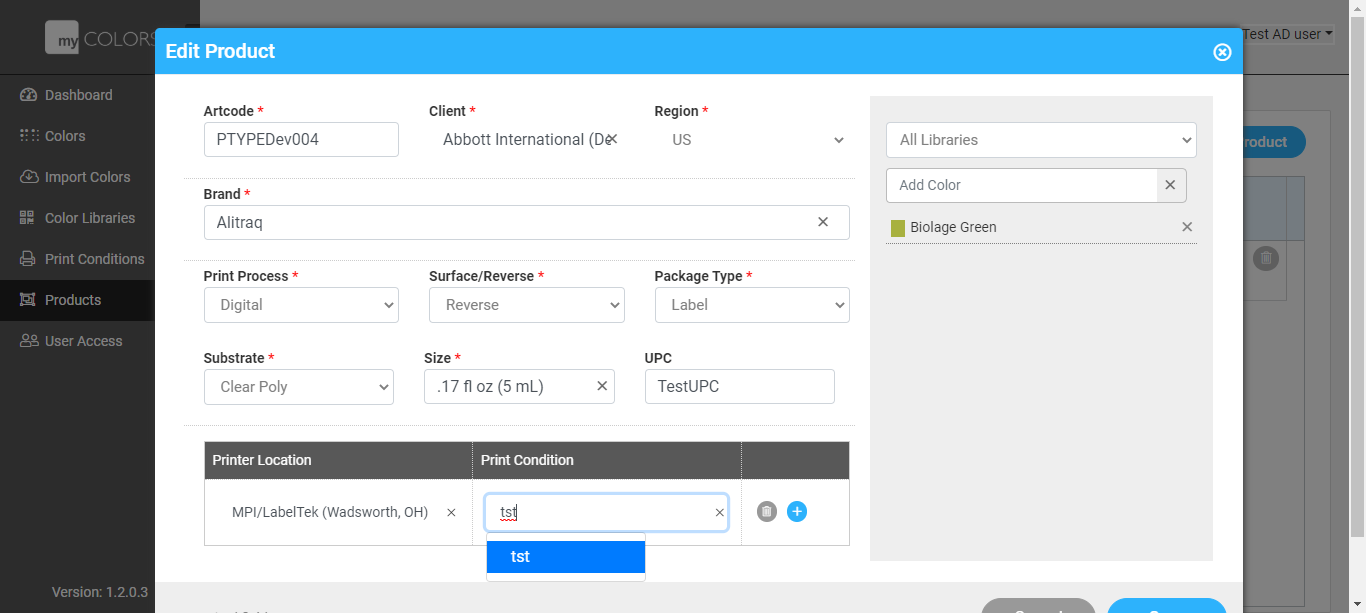 my COLORS
Test AD user
Edit Product
Dashboard
Colors
Import Colors
Color Libraries
Print Conditions
Products
User Access
Version: 1.2.0.3
Artcode * Client * Region *
PTYPEDev004 Abbott International (De US
Brand *
Alitraq
Print Process * Surface/Reverse * Package Type *
Digital Reverse Label
Substrate * Size * UPC
Clear Poly .17 fl oz (5 mL) TestUPC
Printer Location Print Condition
MPI/LabelTek (Wadsworth, OH) tst
tst
All Libraries
Add Color
Biolage Green
roduct